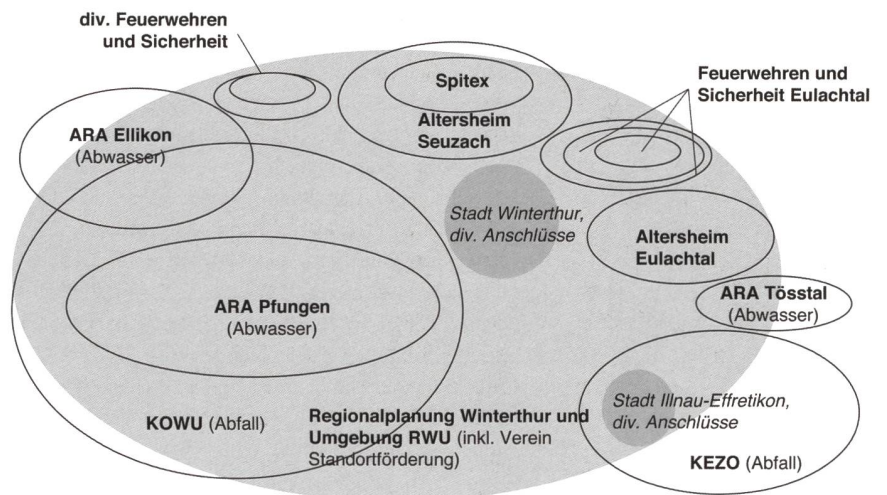 div. Feuerwehren
und Sicherheit
Spitex
Altersheim
Seuzach
Feuerwehren und
Sicherheit Eulachtal
ARA Ellikon
(Abwasser)
Stadt Winterthur,
div. Anschlüsse
Altersheim
Eulachtal
ARA Pfungen
(Abwasser)
ARA Tösstal
(Abwasser)
KOWU (Abfall)
Regionalplanung Winterthur und
Umgebung RWU (inkl. Verein
Standortförderung)
Stadt Illnau-Effretikon,
div. Anschlüsse
KEZO (Abfall)